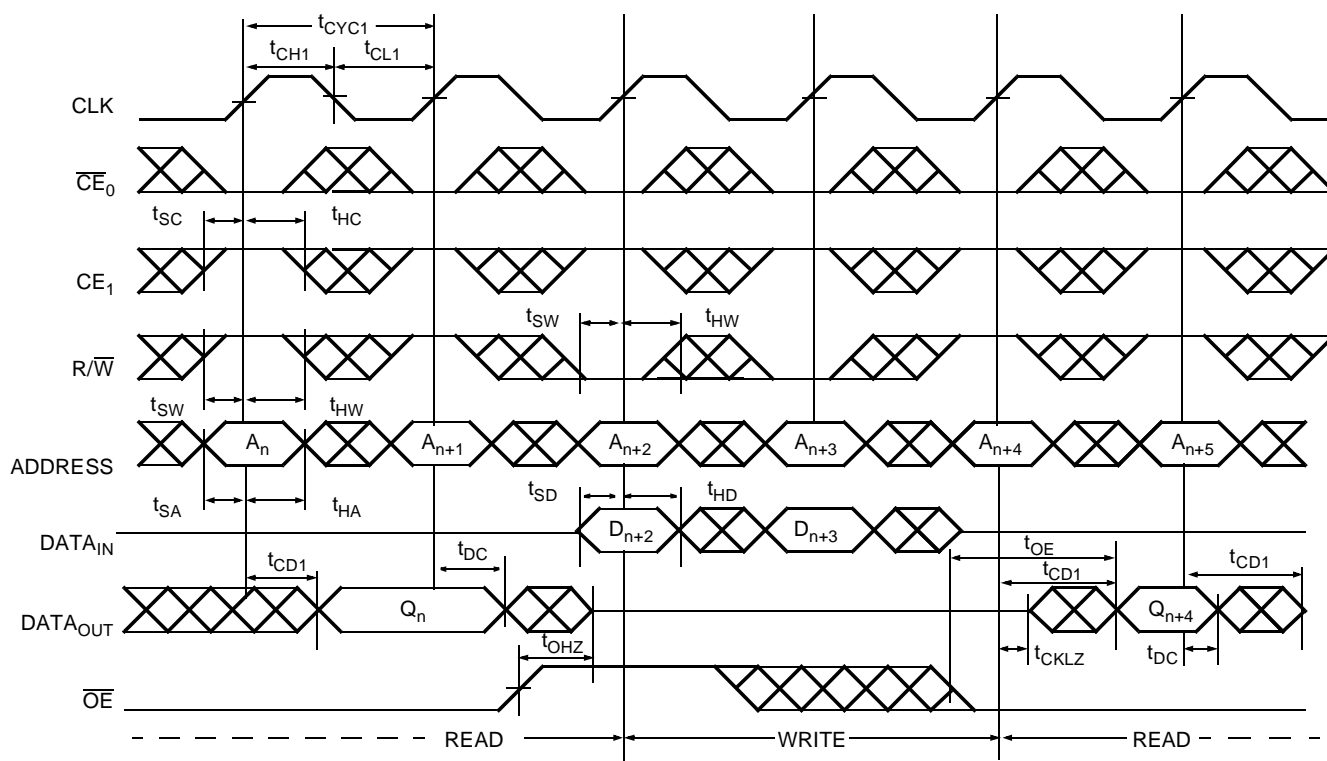 tCYC1
tCH1 tCL1
CLK
CE0
tSC tHC
CE1
tSW tHW
R/W
tSW tHW
An An+1 An+2 An+3 An+4 An+5
ADDRESS
tSA tHA tSD tHD
DATAIN Dn+2 Dn+3
tCD1 tDC tOE tCD1 tCD1
DATAOUT Qn Qn+4
tOHZ tCKLZ tDC
OE
READ WRITE READ